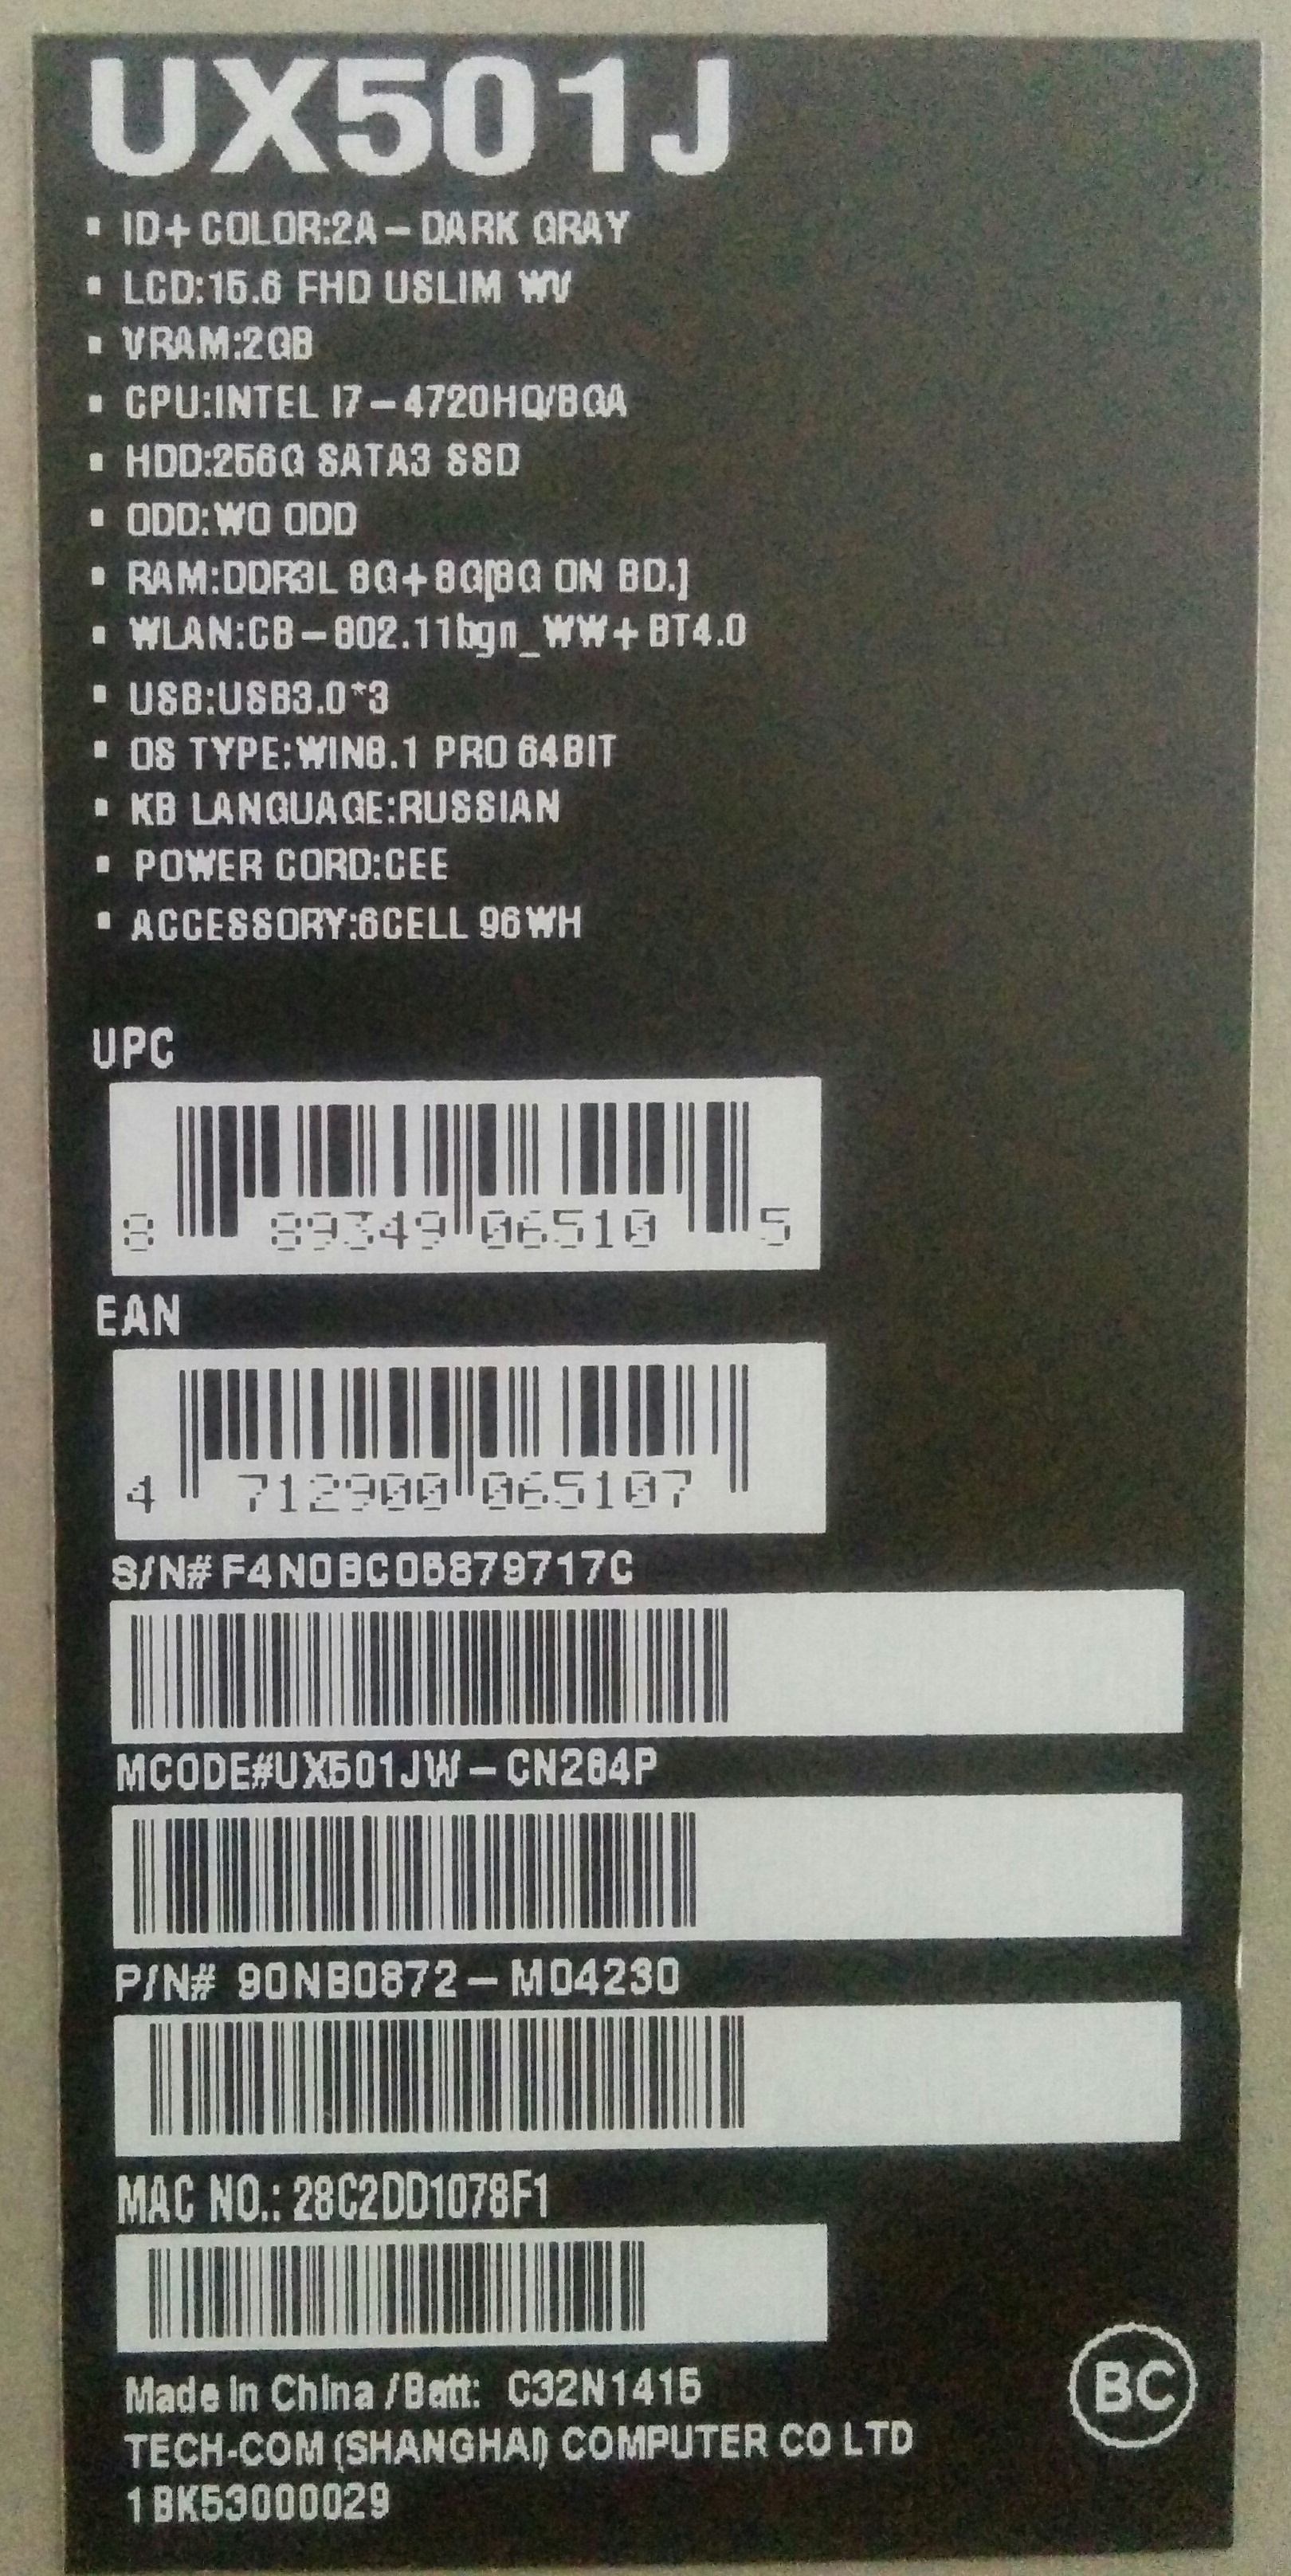 UX501J
▪ ID+COLOR:2A-DARK GRAY
▪ LCD:15.6 FHD USLIM WV
▪ VRAM:2GB
▪ CPU:INTEL I7-4720HQ/BGA
▪ HDD:256G SATA3 SSD
▪ ODD:WO ODD
▪ RAM:DDR3L 8G+8G[8G ON BD.]
▪ WLAN:CB-802.11bgn_WW+BT4.0
▪ USB:USB3.0*3
▪ OS TYPE:WIN8.1 PRO 64BIT
▪ KB LANGUAGE:RUSSIAN
▪ POWER CORD:CEE
▪ ACCESSORY:6CELL 96WH
UPC
8 89349 06510 5
EAN
4 712900 065107
S/N# F4N0BC0B879717C
MCODE#UX501JW-CN284P
P/N# 90NB0872-M04230
MAC NO.: 28C2DD1078F1
Made In China /Batt: C32N1415
TECH-COM (SHANGHAI) COMPUTER CO LTD
1BK53000029
BC